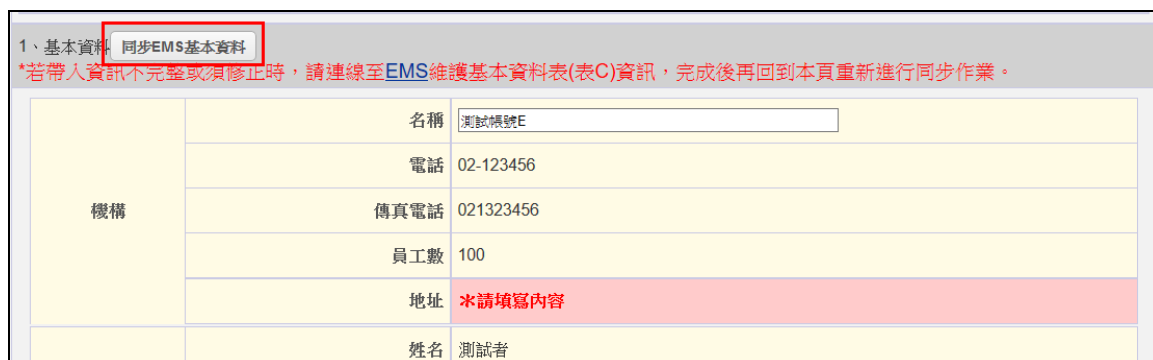 1、基本資料 同步EMS基本資料
*若帶入資訊不完整或須修正時，請連線至EMS維護基本資料表(表C)資訊，完成後再回到本頁重新進行同步作業。
名稱 測試帳號E
電話 02-123456
機構 傳真電話 021323456
員工數 100
地址 *請填寫內容
姓名 測試者